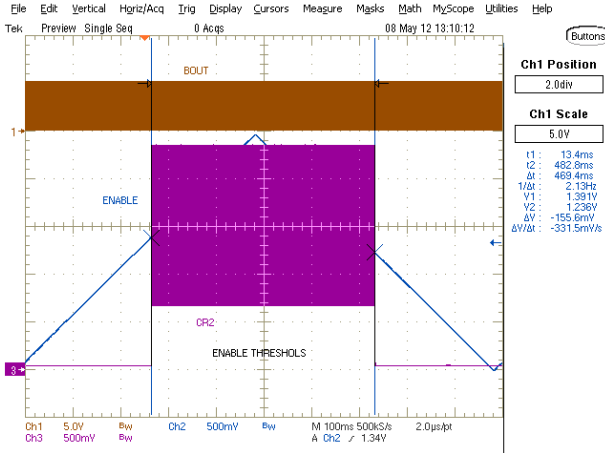 File Edit Vertical Horiz/Acq Trig Display Cursors Measure Masks Math MyScope Utilities Help
Tek Preview Single Seq 0 Acqs 08 May 12 13:10:12
Buttons
BOUT
Ch1 Position
2.0div
Ch1 Scale
5.0V
1
t1 : 13.4ms
t2 : 482.8ms
Δt : 469.4ms
1/Δt : 2.13Hz
V1 : 1.391V
V2 : 1.236V
ΔV : -155.6mV
ΔV/Δt : -331.5mV/s
ENABLE
CR2
ENABLE THRESHOLS
3
Ch1 5.0V Bw Ch2 500mV Bw M 100ms 500kS/s 2.0µs/pt
Ch3 500mV Bw A Ch2 ∕ 1.34V